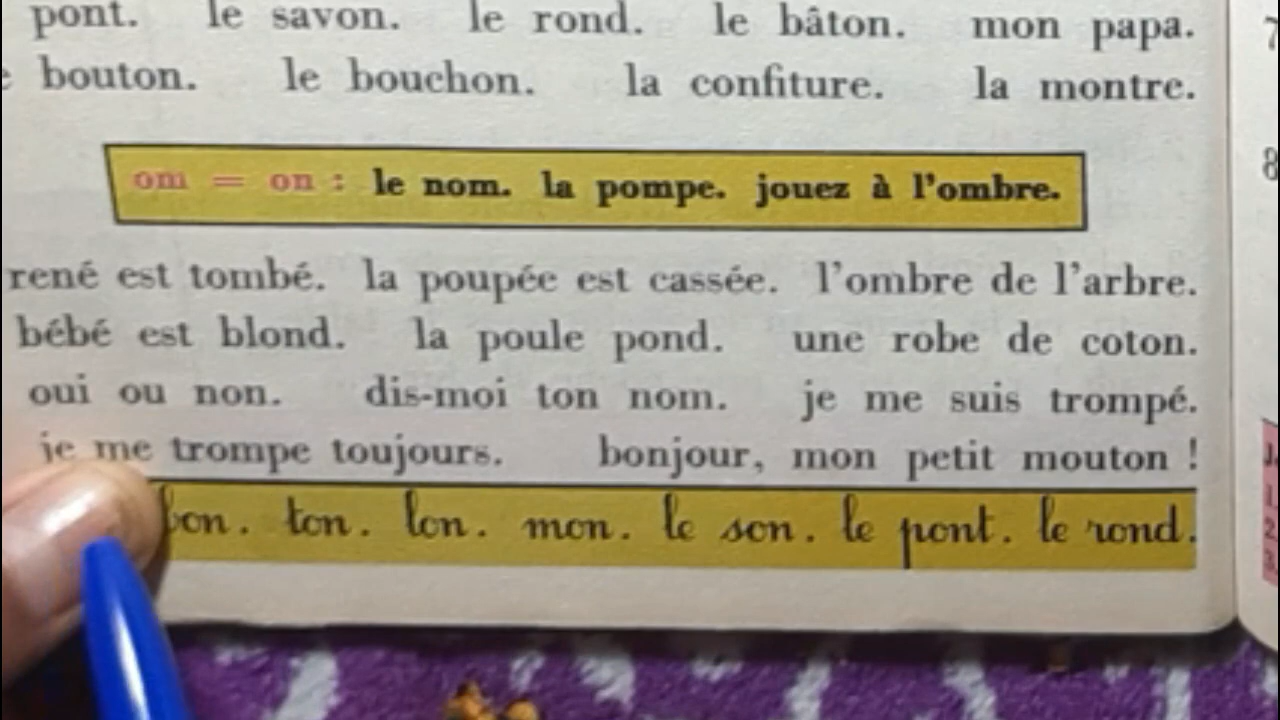 pont. le savon. le rond. le bâton. mon papa.
bouton. le bouchon. la confiture. la montre.
om = on : le nom. la pompe. jouez à l'ombre.
rené est tombé. la poupée est cassée. l'ombre de l'arbre.
bébé est blond. la poule pond. une robe de coton.
oui ou non. dis-moi ton nom. je me suis trompé.
je me trompe toujours. bonjour, mon petit mouton !
bon. ton. lon. mon. le son. le pont. le rond.